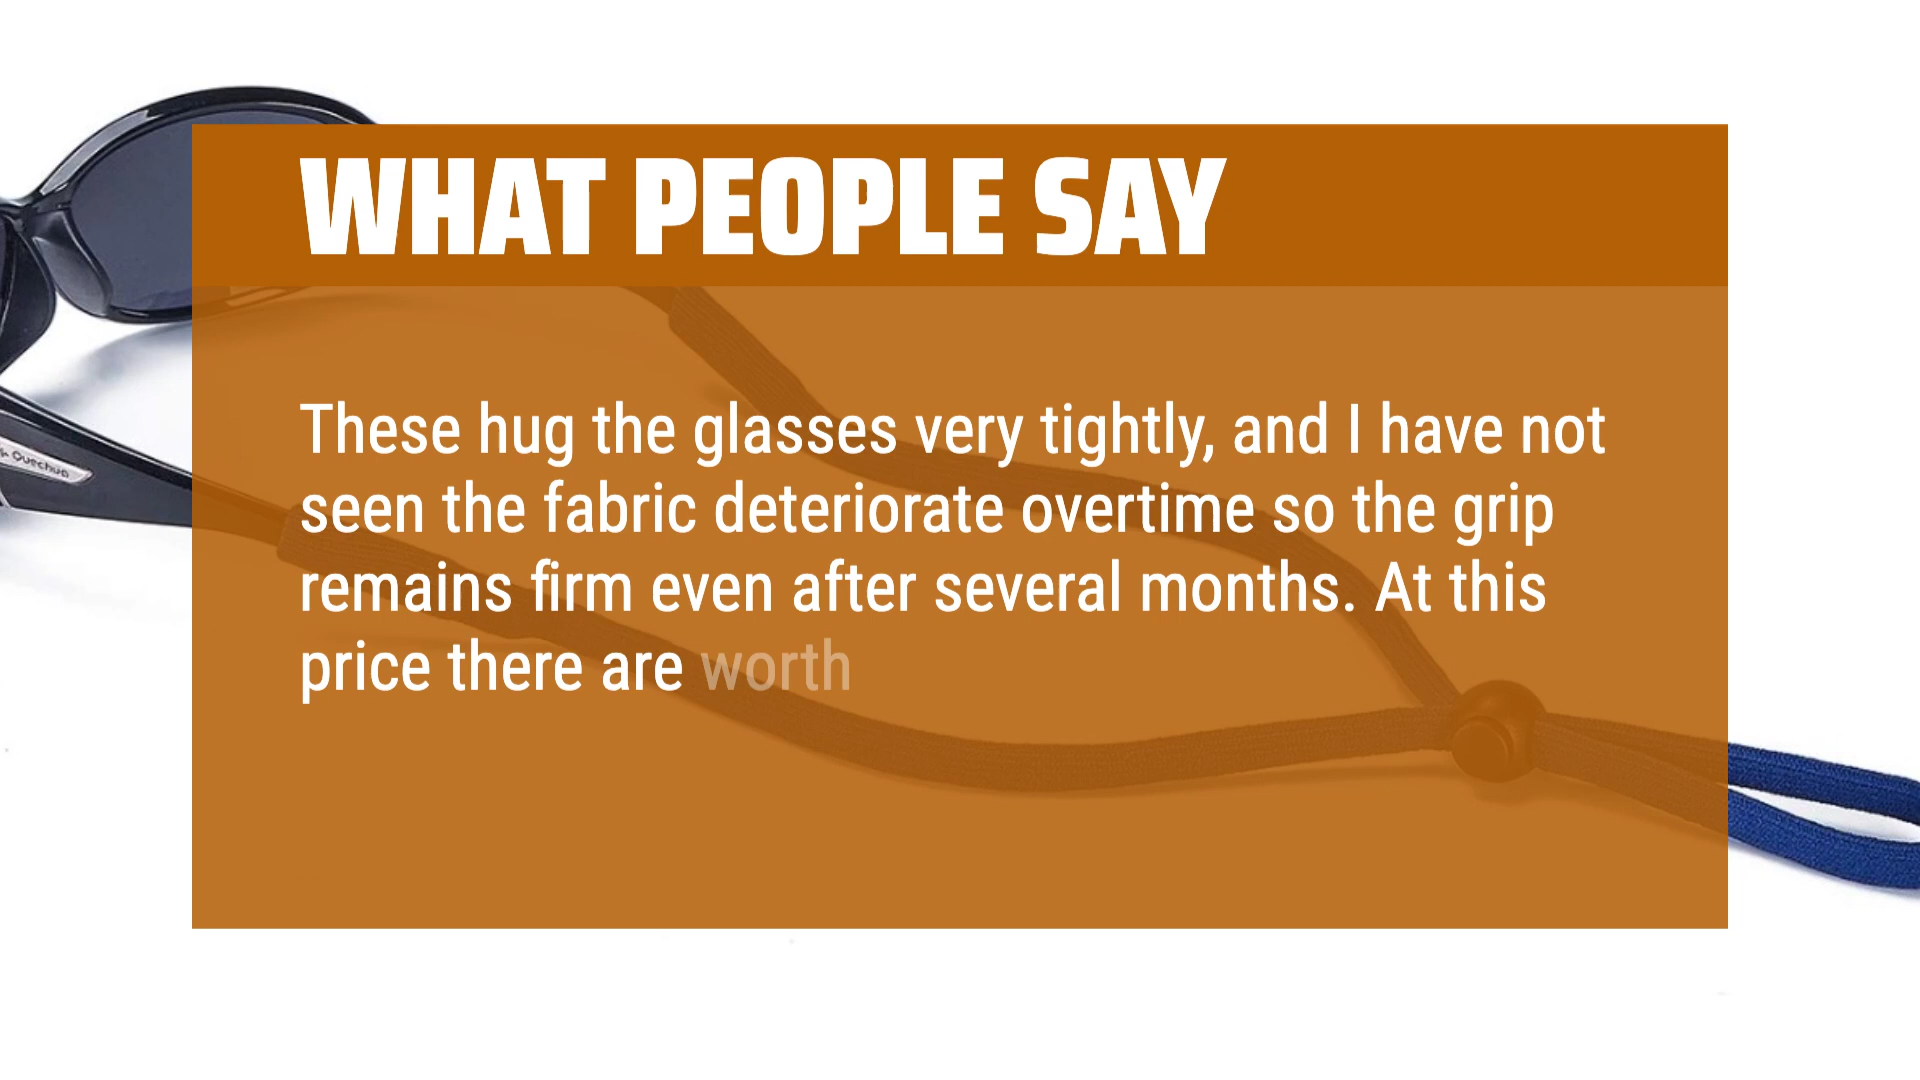 WHAT PEOPLE SAY
These hug the glasses very tightly, and I have not
seen the fabric deteriorate overtime so the grip
remains firm even after several months. At this
price there are worth
Quechua